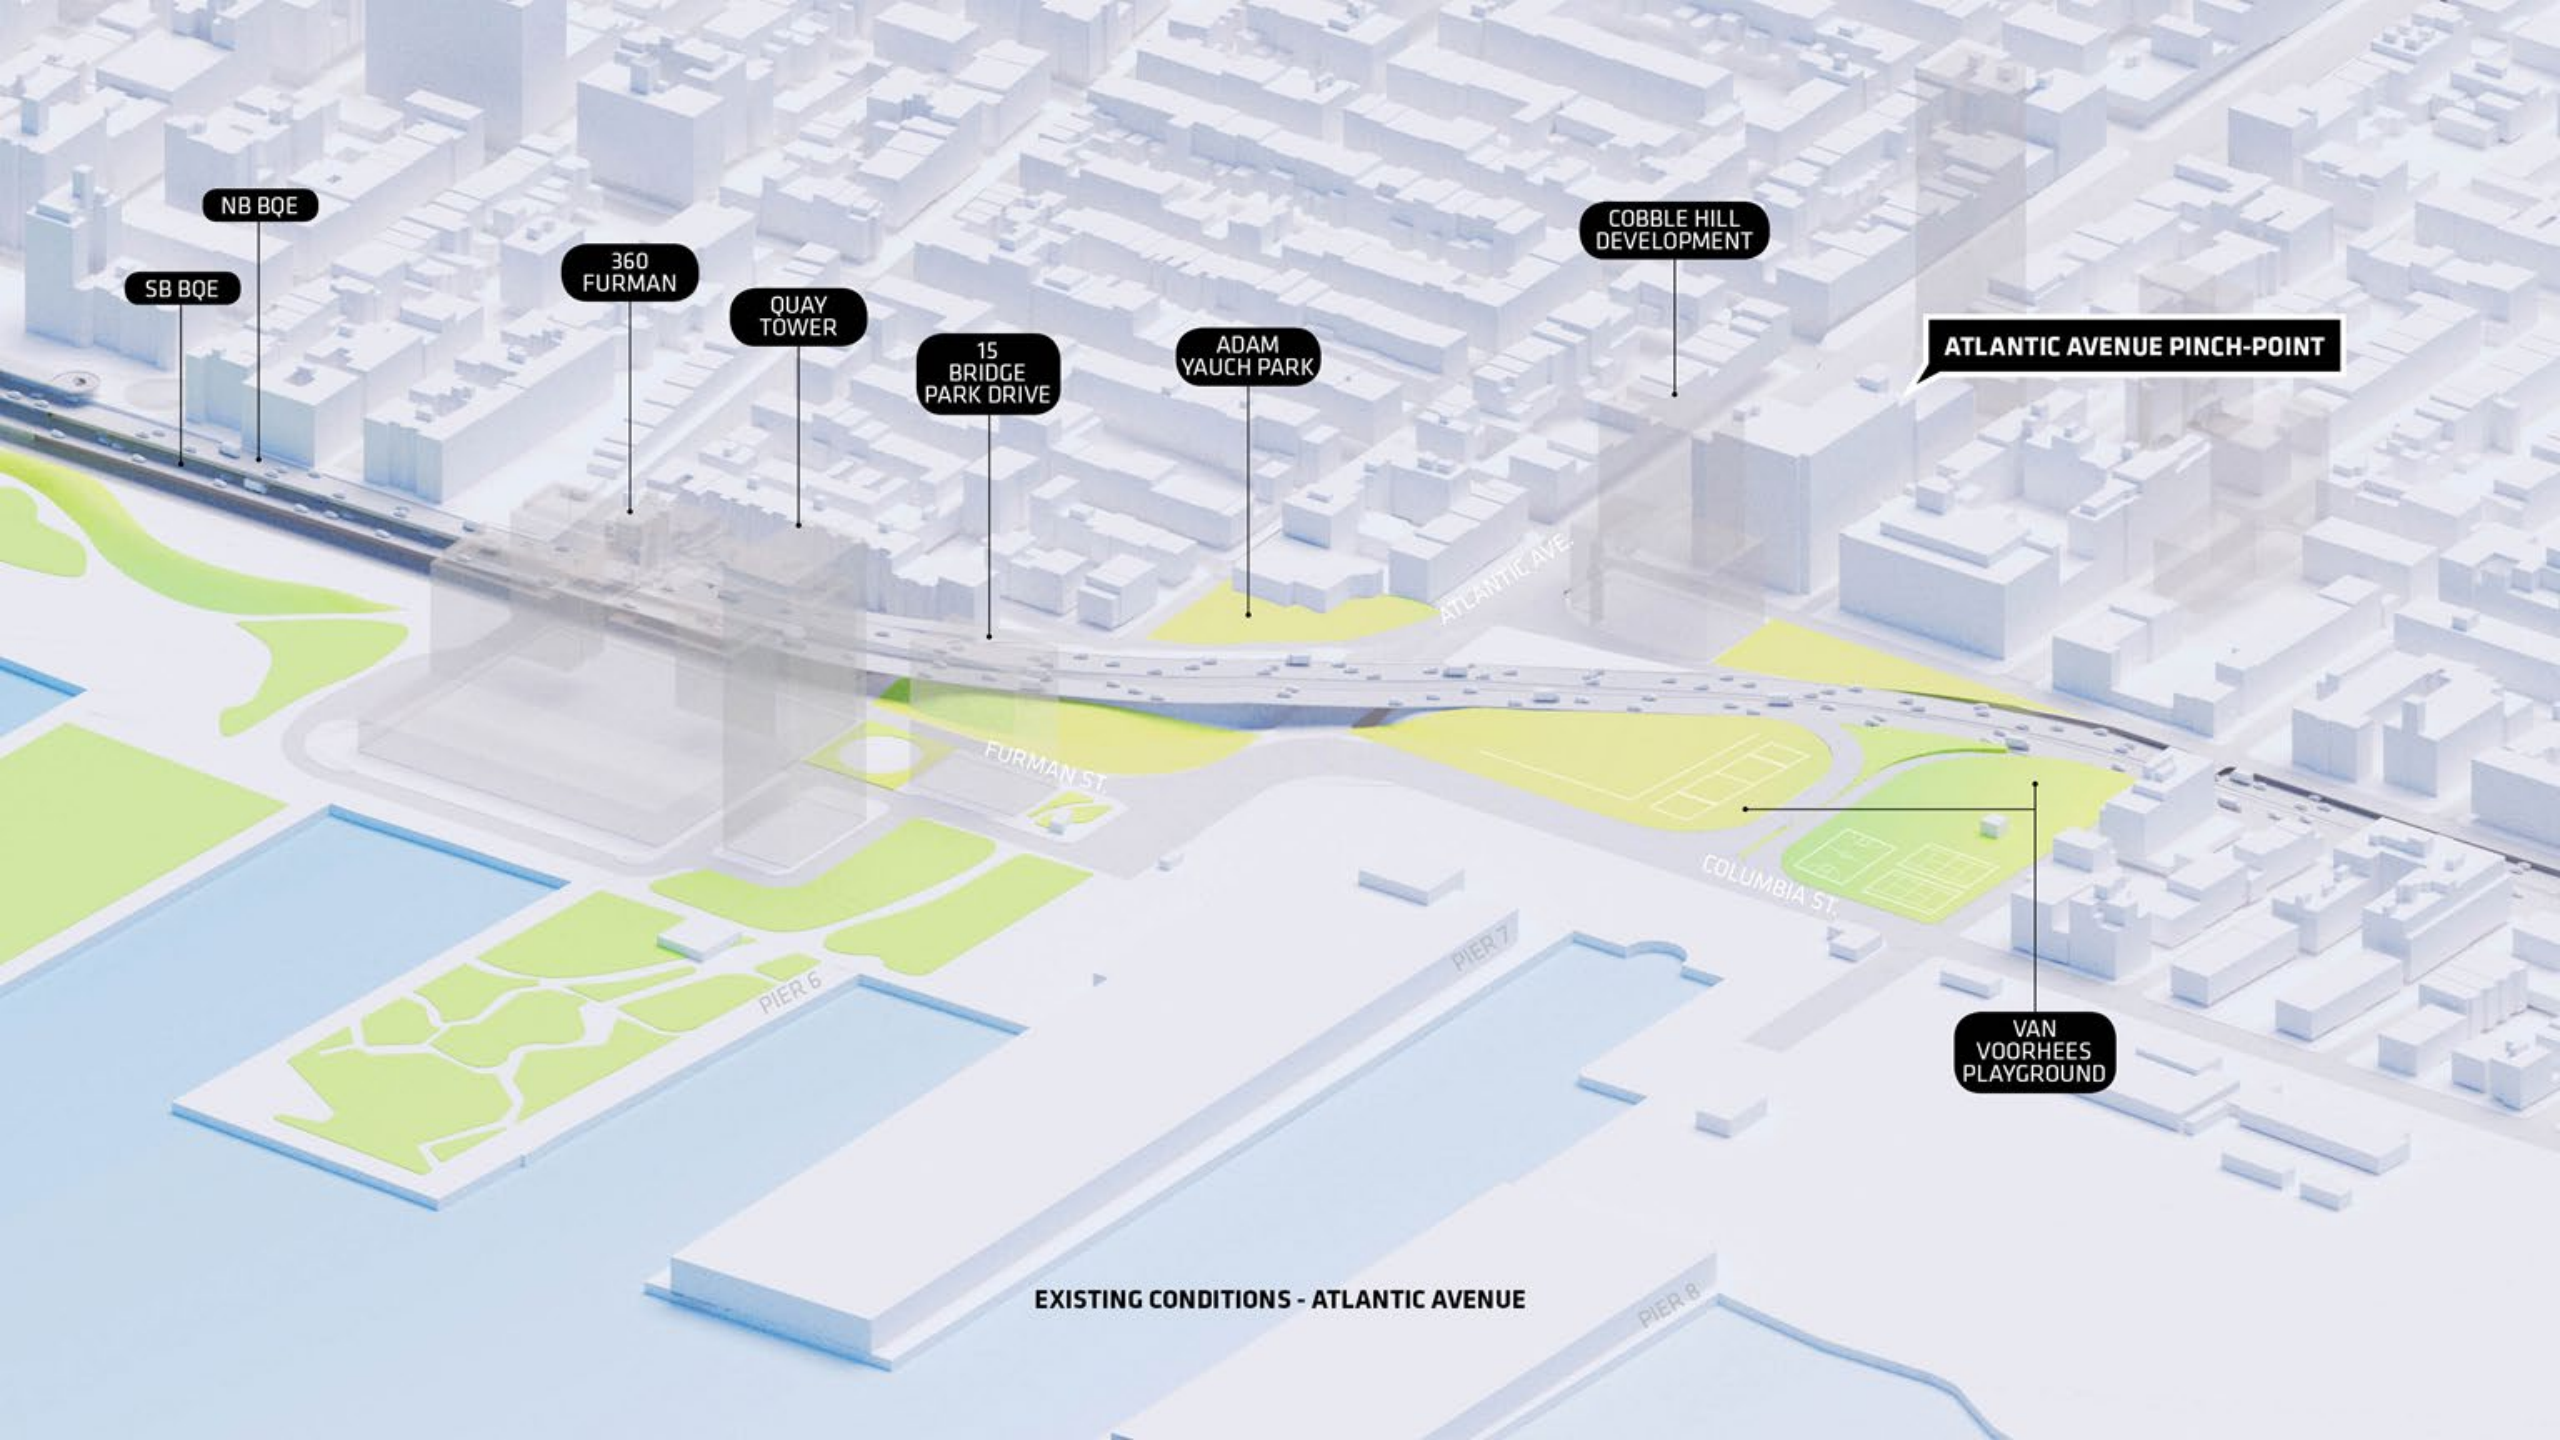 NB BQE
SB BQE
360
FURMAN
QUAY
TOWER
15
BRIDGE
PARK DRIVE
ADAM
YAUCH PARK
COBBLE HILL
DEVELOPMENT
ATLANTIC AVENUE PINCH-POINT
ATLANTIC AVE.
FURMAN ST.
COLUMBIA ST.
PIER 6
PIER 7
VAN
VOORHEES
PLAYGROUND
EXISTING CONDITIONS - ATLANTIC AVENUE
PIER 8